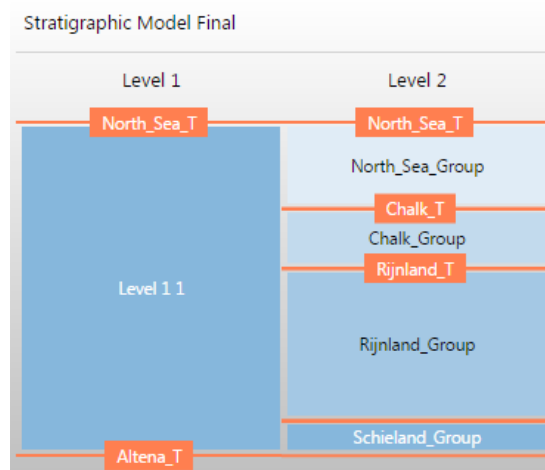 Stratigraphic Model Final
Level 1 Level 2
North_Sea_T North_Sea_T
North_Sea_Group
Chalk_T
Chalk_Group
Rijnland_T
Level 1 1
Rijnland_Group
Schieland_Group
Altena_T